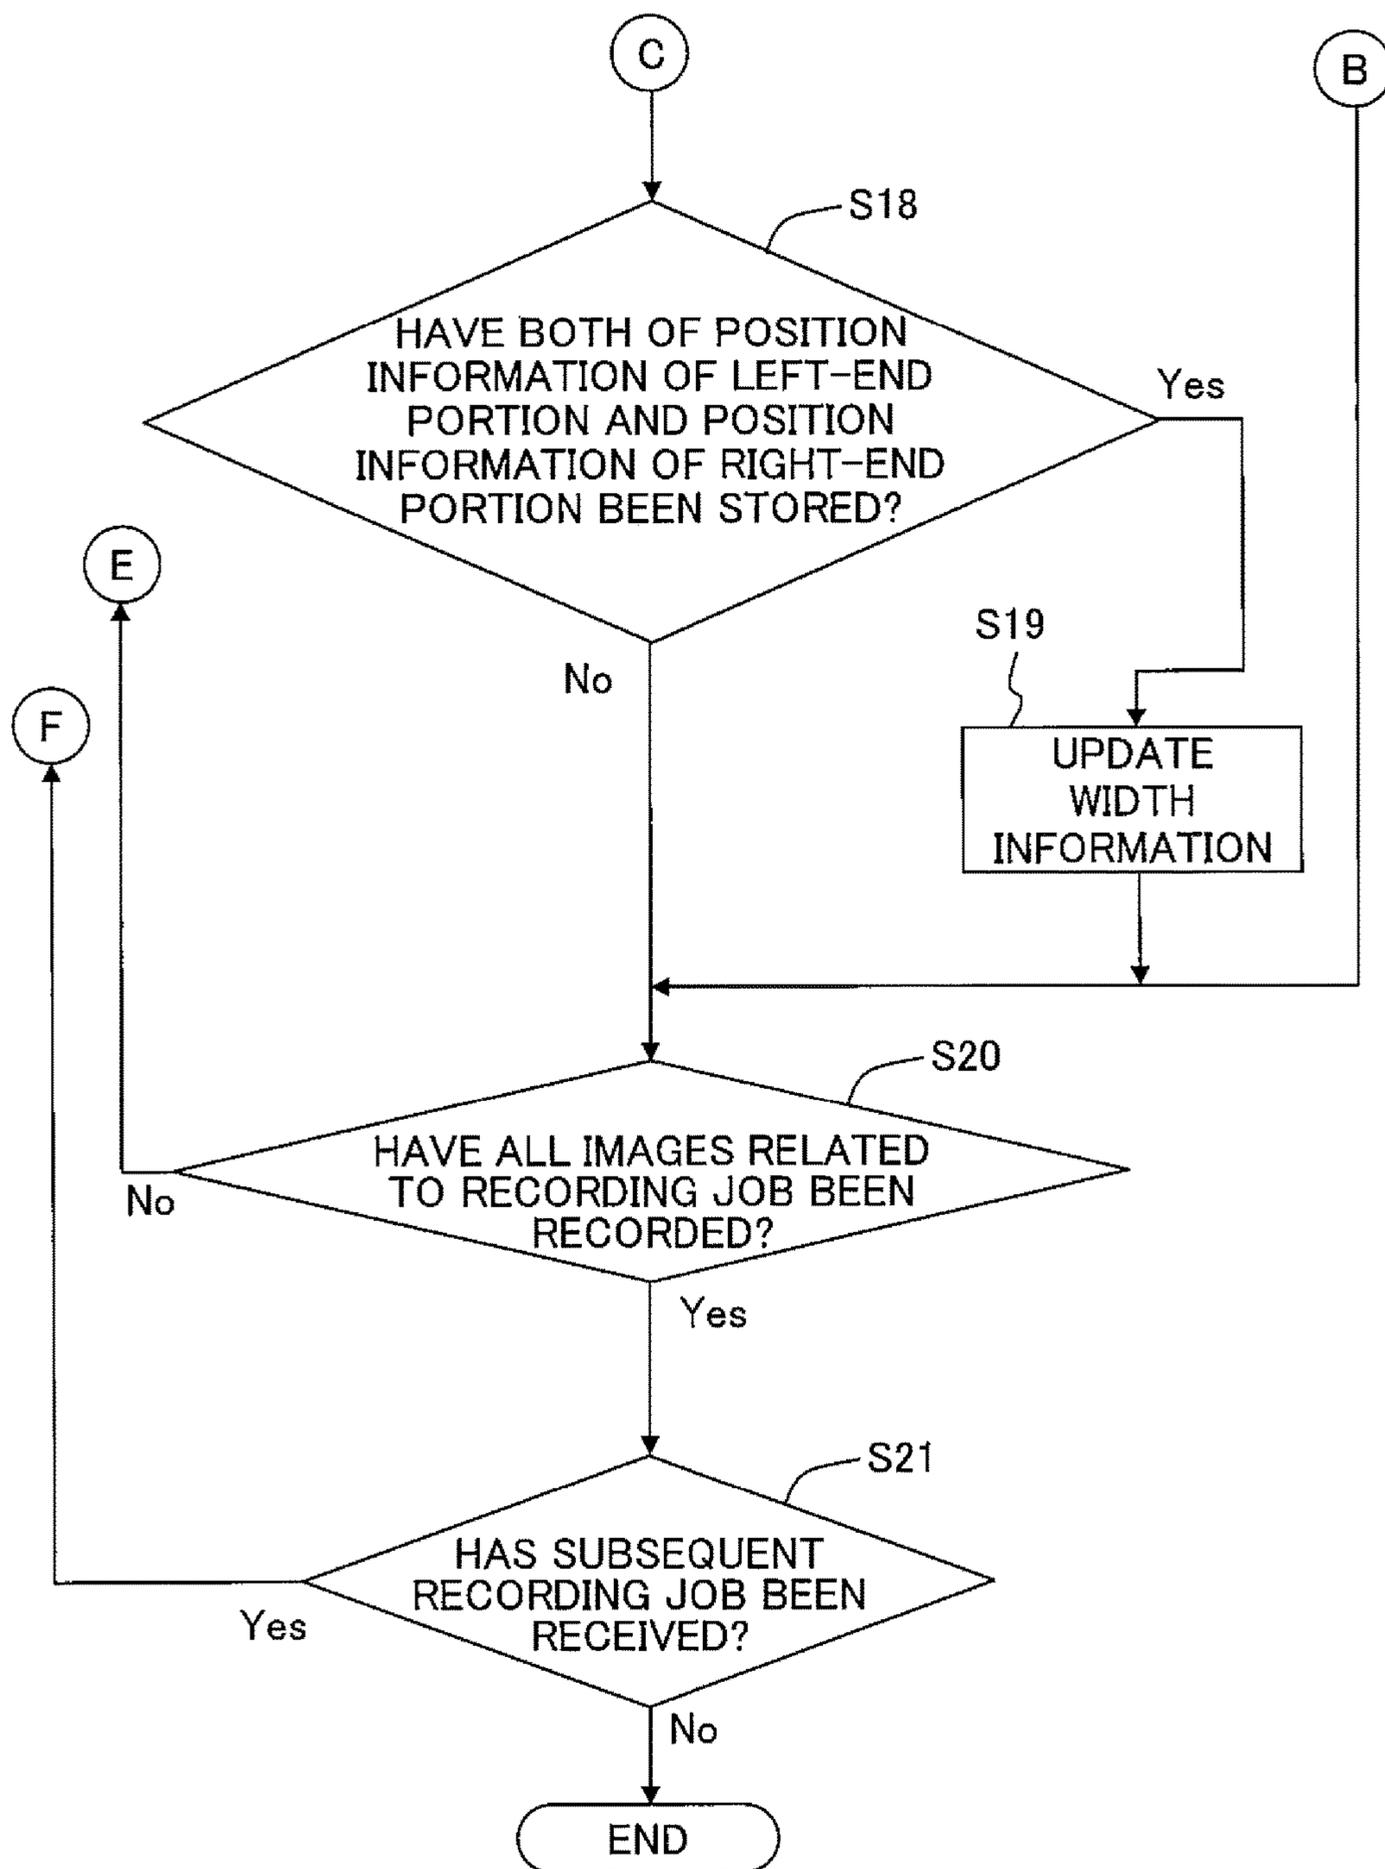 C
B
S18
HAVE BOTH OF POSITION
INFORMATION OF LEFT-END
PORTION AND POSITION
INFORMATION OF RIGHT-END
PORTION BEEN STORED?
Yes
E
No
S19
F
UPDATE
WIDTH
INFORMATION
S20
HAVE ALL IMAGES RELATED
TO RECORDING JOB BEEN
RECORDED?
No
Yes
S21
HAS SUBSEQUENT
RECORDING JOB BEEN
RECEIVED?
Yes
No
END